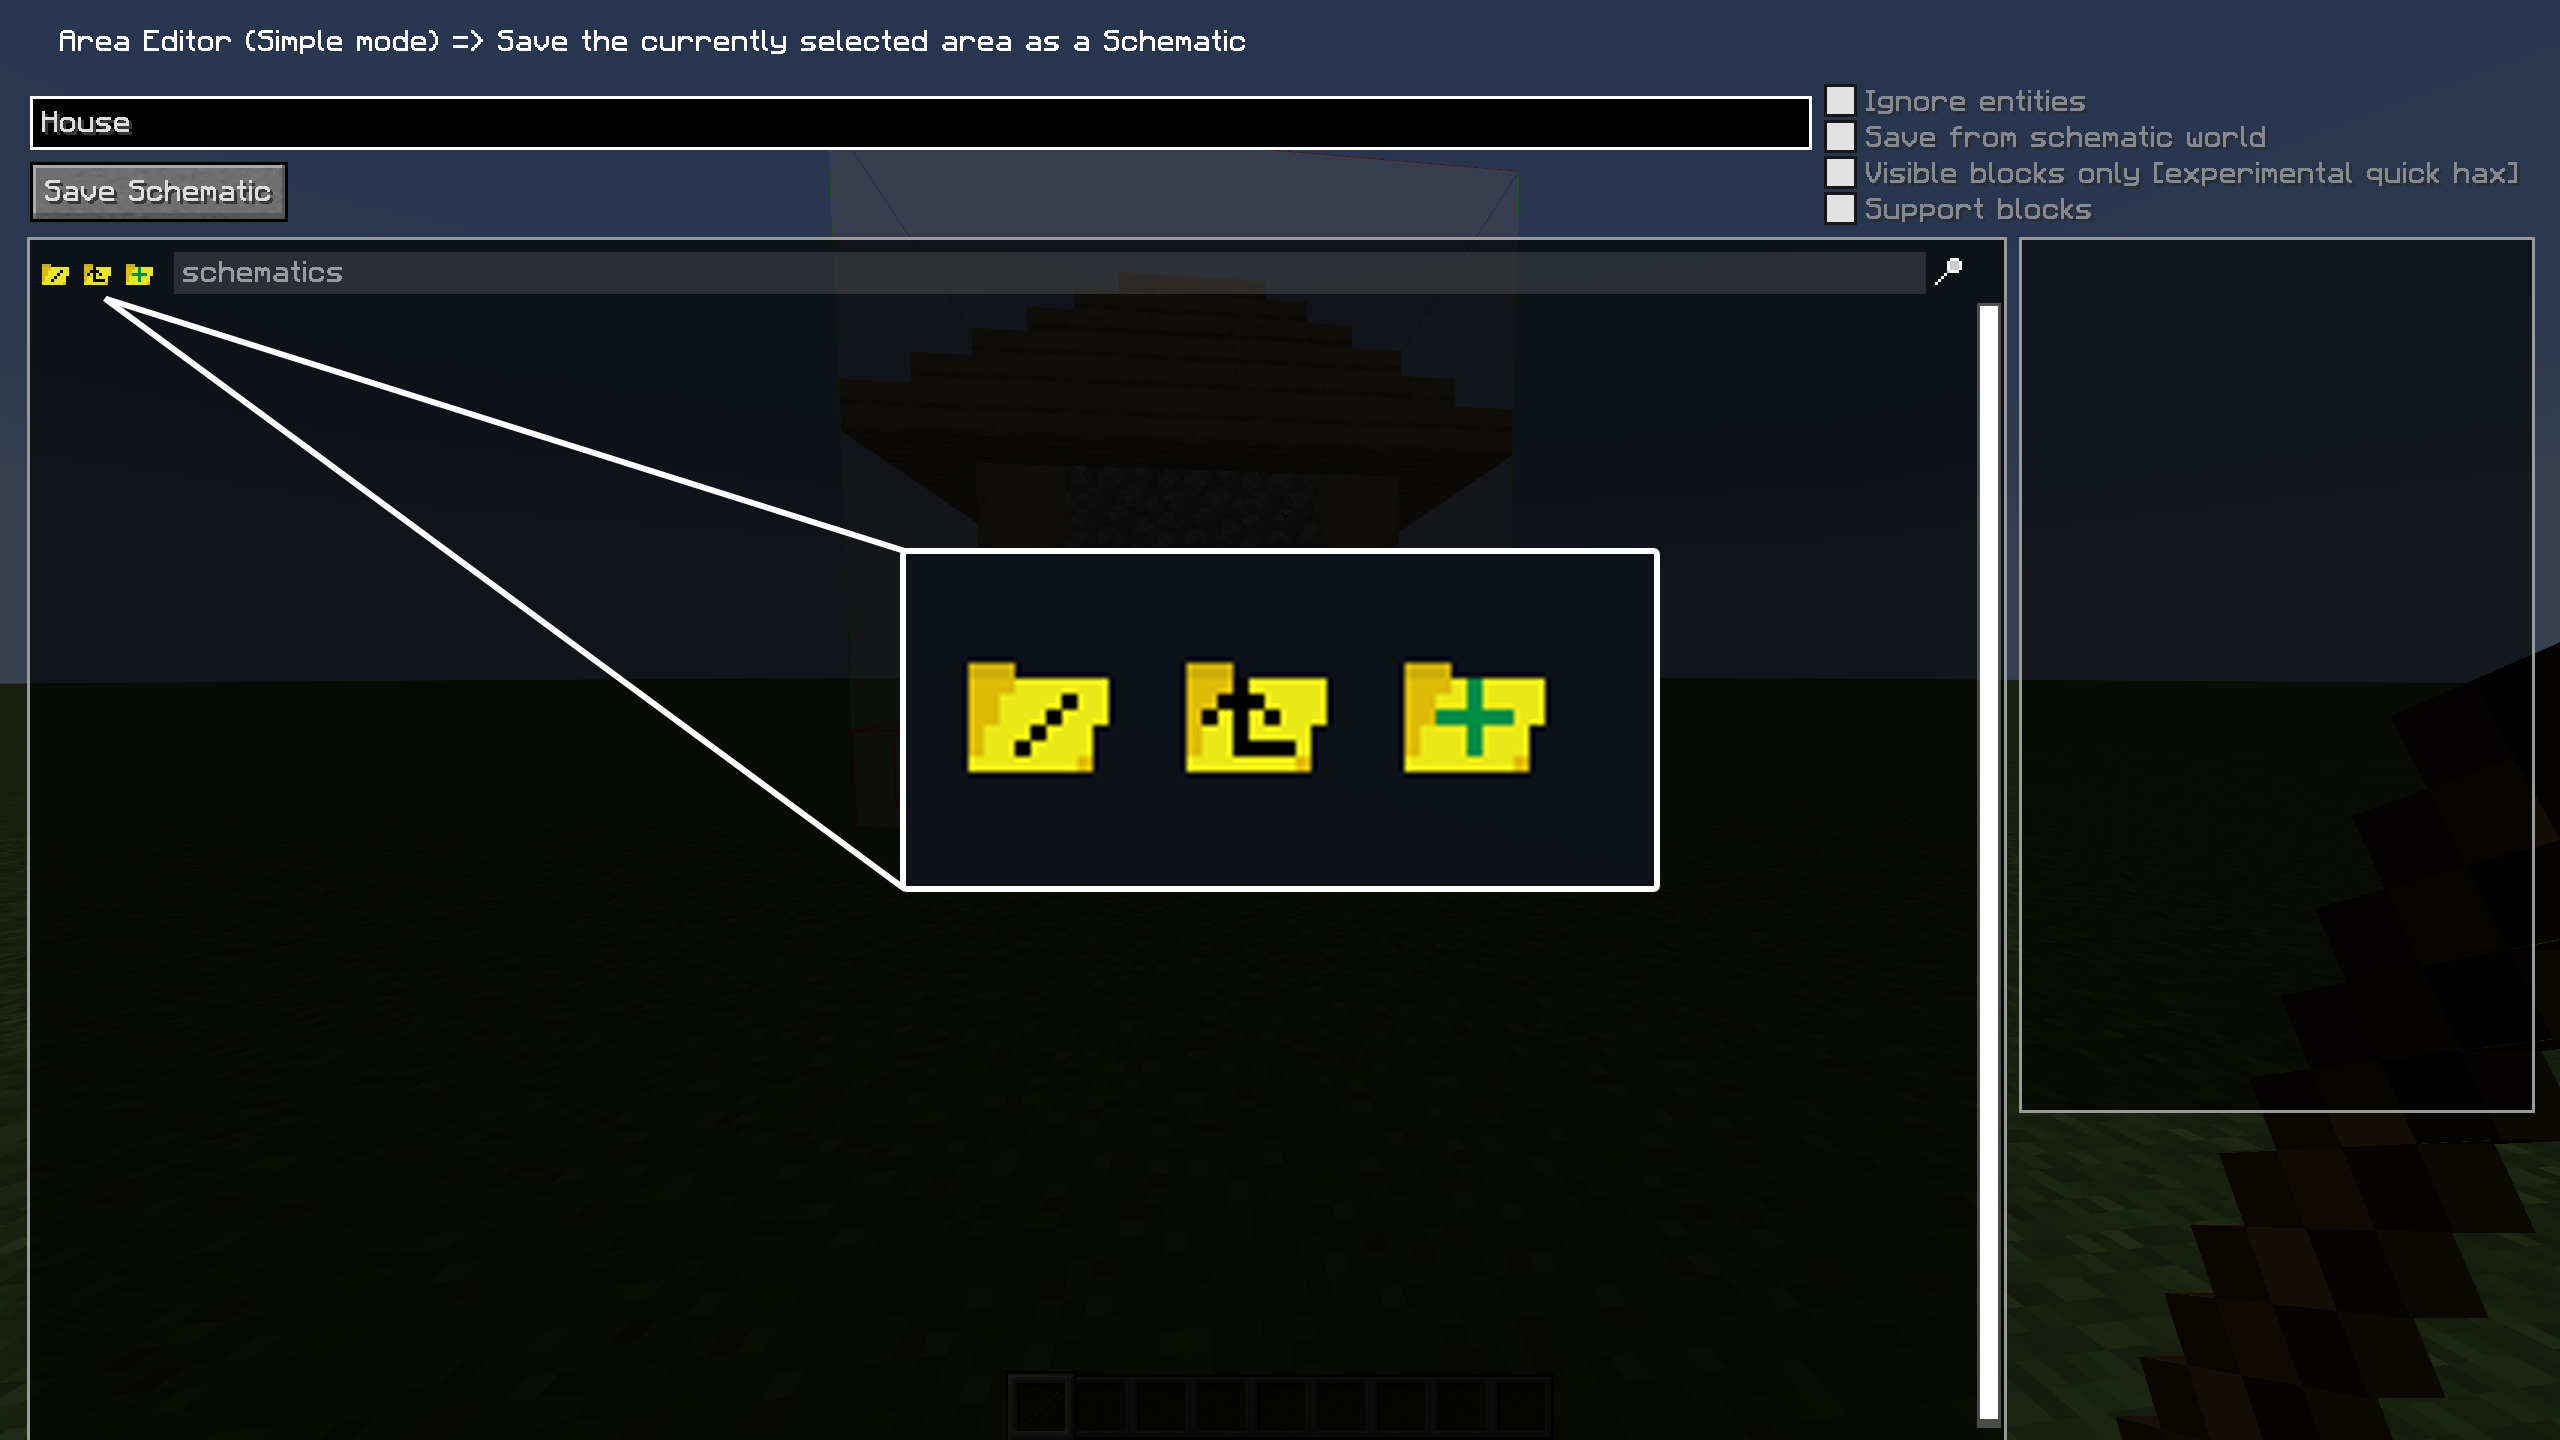 Area Editor (Simple mode) => Save the currently selected area as a Schematic
House
Ignore entities
Save from schematic world
Visible blocks only [experimental quick hax]
Support blocks
Save Schematic
schematics